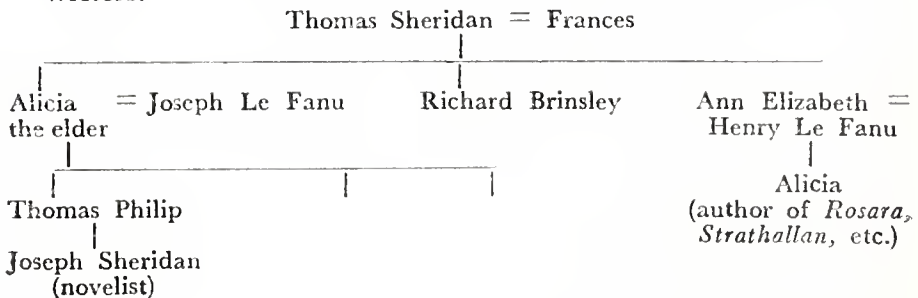 Thomas Sheridan = Frances
Alicia = Joseph Le Fanu Richard Brinsley Ann Elizabeth =
the elder Henry Le Fanu
Thomas Philip Alicia
(author of Rosara,
Joseph Sheridan Strathallan, etc.)
(novelist)